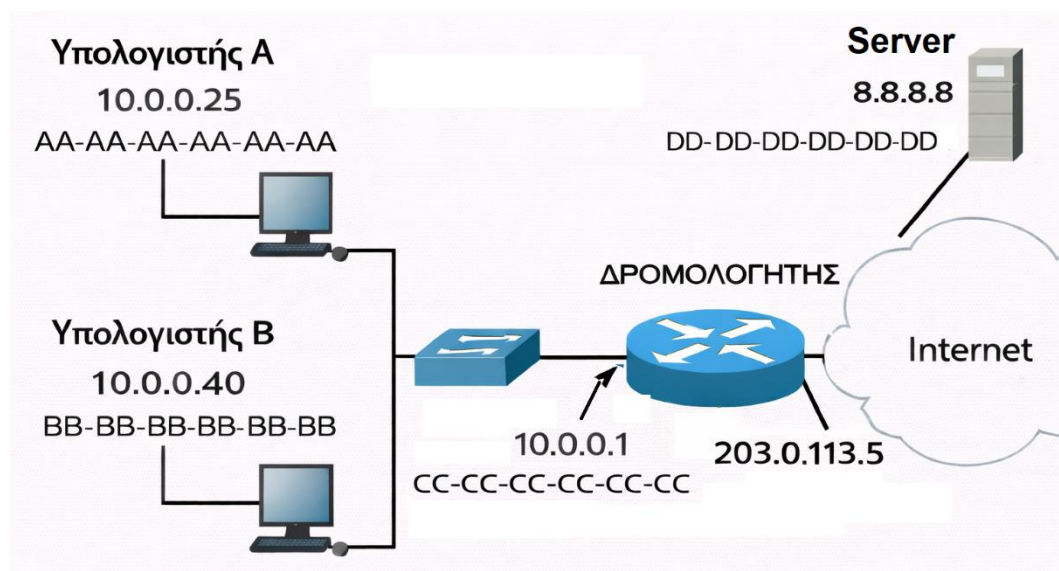 Υπολογιστής Α
10.0.0.25
AA-AA-AA-AA-AA-AA
Server
8.8.8.8
DD-DD-DD-DD-DD-DD
Υπολογιστής Β
10.0.0.40
BB-BB-BB-BB-BB-BB
ΔΡΟΜΟΛΟΓΗΤΗΣ
Internet
10.0.0.1
CC-CC-CC-CC-CC-CC
203.0.113.5